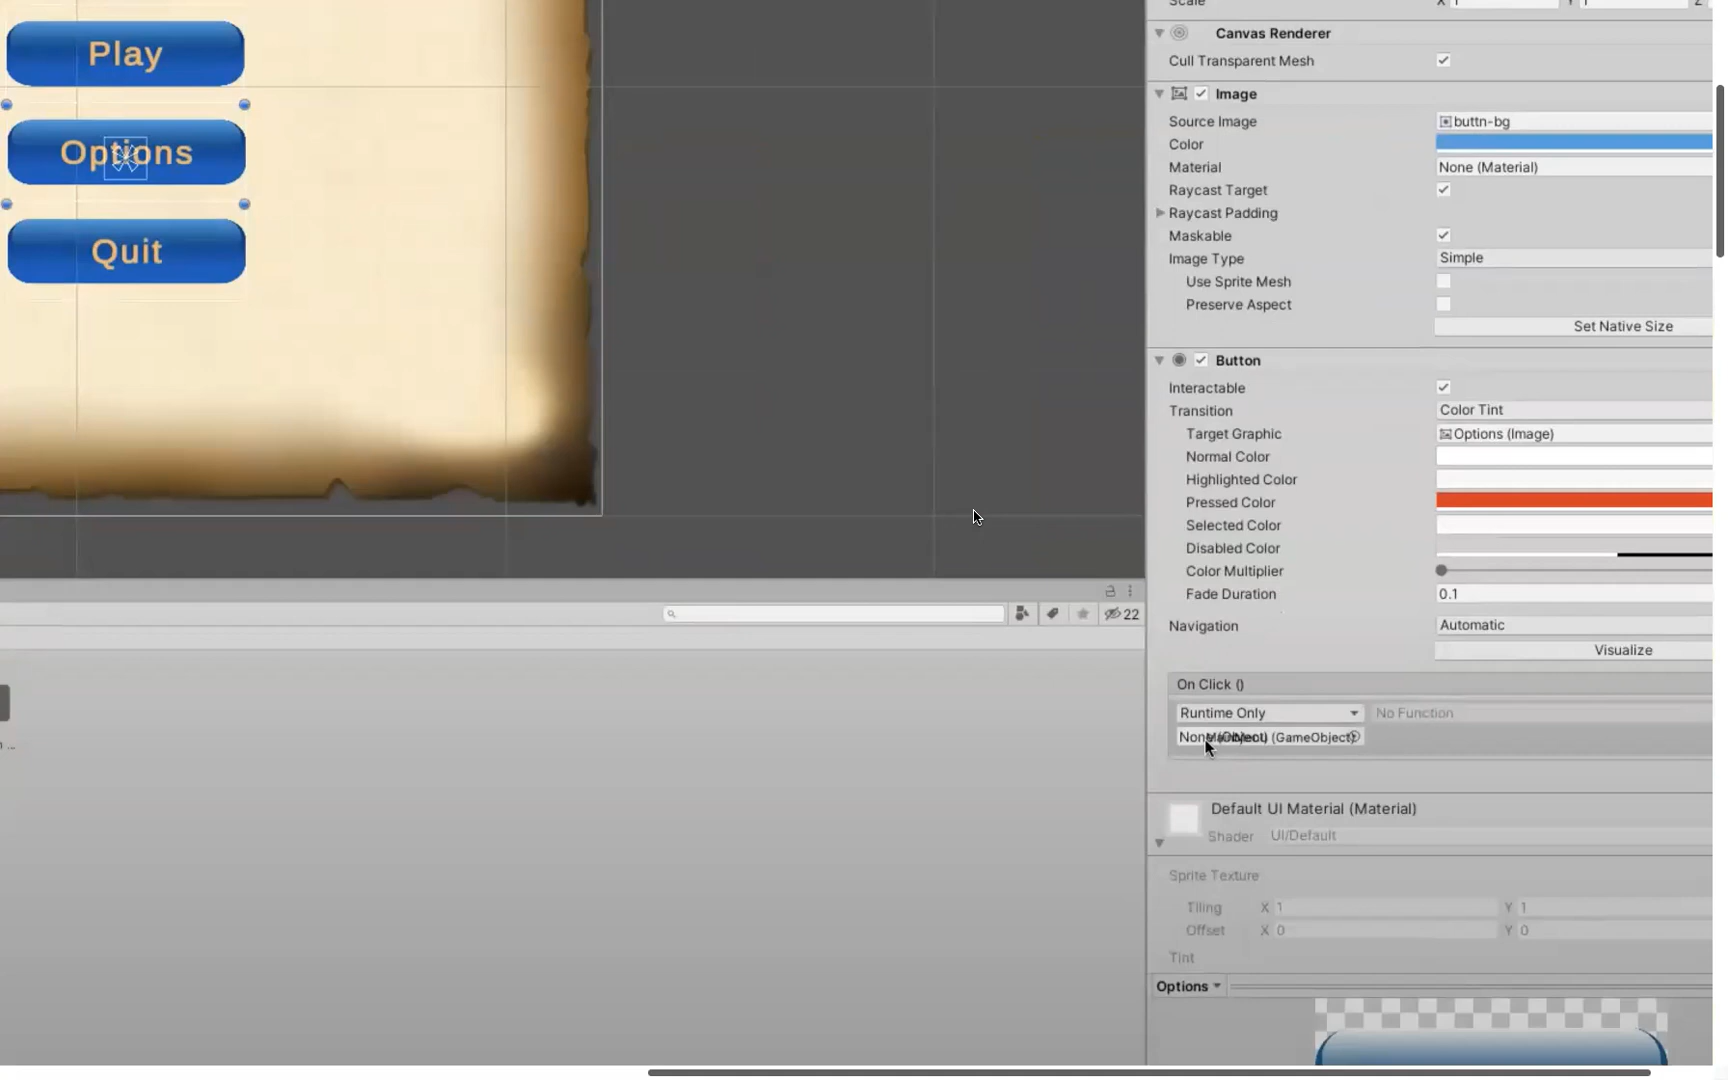 Scale X 1 Y 1 Z
Play
Options
Quit
Canvas Renderer
Cull Transparent Mesh
Image
Source Image buttn-bg
Color
Material None (Material)
Raycast Target
Raycast Padding
Maskable
Image Type Simple
Use Sprite Mesh
Preserve Aspect
Set Native Size
Button
Interactable
Transition Color Tint
Target Graphic Options (Image)
Normal Color
Highlighted Color
Pressed Color
Selected Color
Disabled Color
Color Multiplier
Fade Duration 0.1
22
Navigation Automatic
Visualize
On Click ()
Runtime Only No Function
None (GameObject)
Default UI Material (Material)
Shader UI/Default
Sprite Texture
Tiling X 1 Y 1
Offset X 0 Y 0
Tint
Options